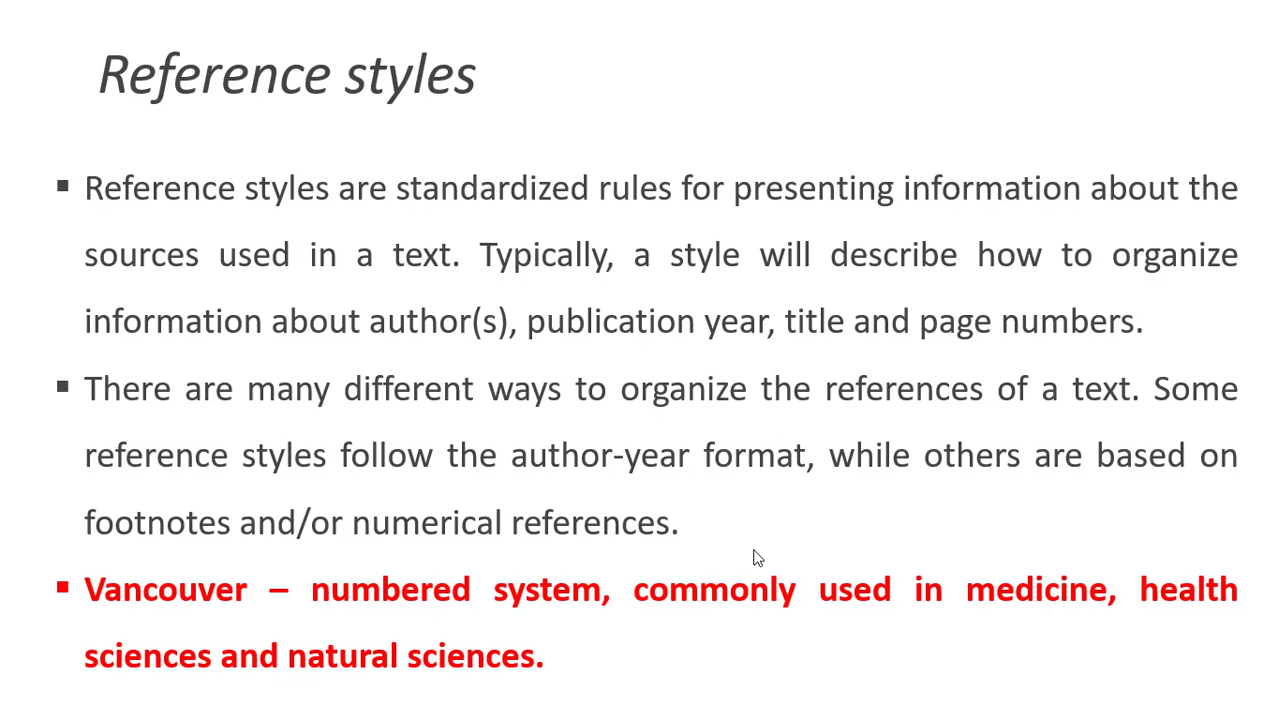 Reference styles
▪ Reference styles are standardized rules for presenting information about the
sources used in a text. Typically, a style will describe how to organize
information about author(s), publication year, title and page numbers.
▪ There are many different ways to organize the references of a text. Some
reference styles follow the author-year format, while others are based on
footnotes and/or numerical references.
▪ Vancouver – numbered system, commonly used in medicine, health
sciences and natural sciences.